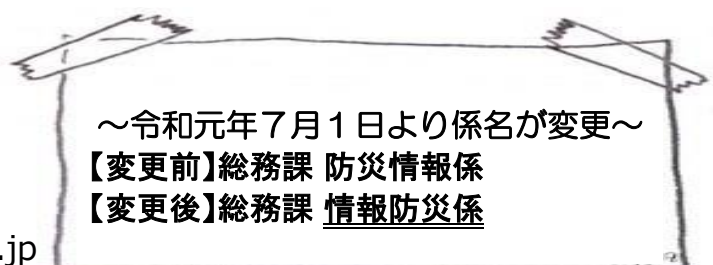 ～令和元年７月１日より係名が変更～
【変更前】総務課 防災情報係
【変更後】総務課 情報防災係
.jp